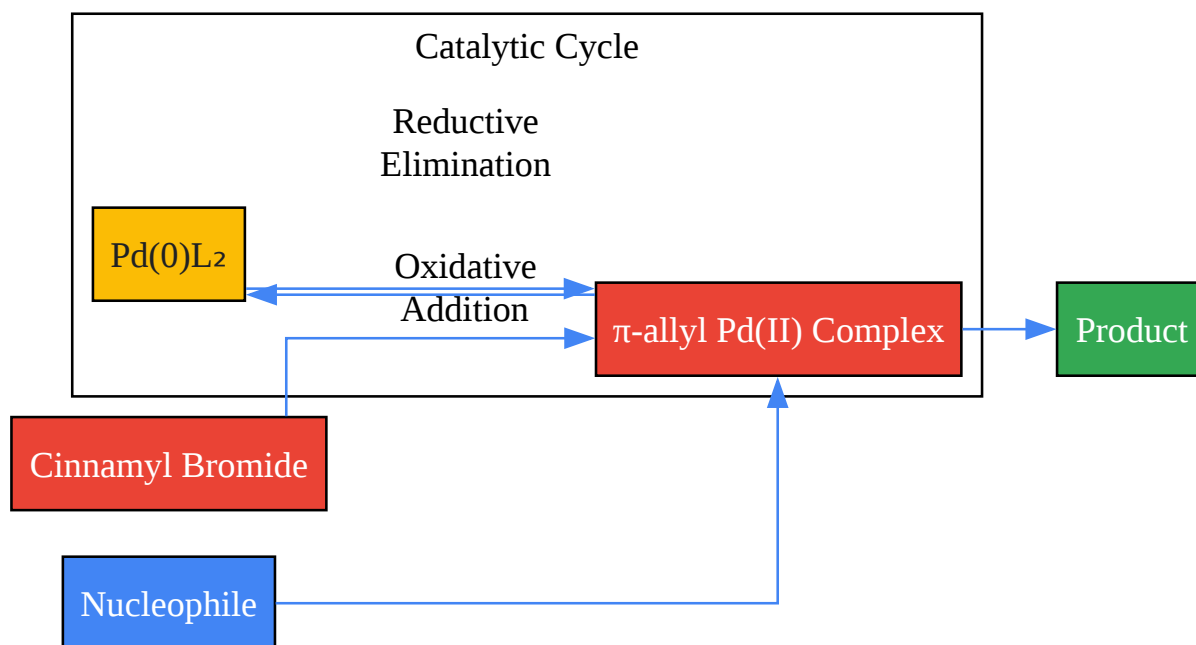 Catalytic Cycle
Reductive
Elimination
Pd(0)L₂
Oxidative
Addition
π-allyl Pd(II) Complex
Product
Cinnamyl Bromide
Nucleophile